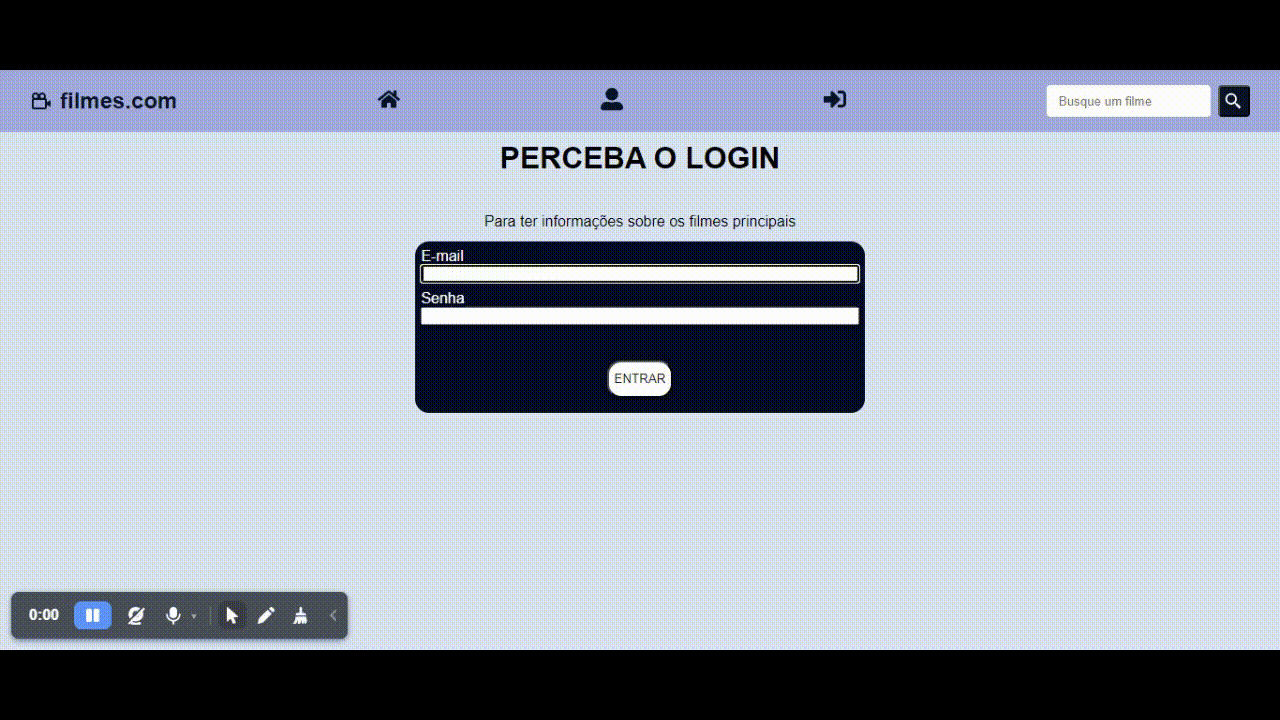 filmes.com
Busque um filme
PERCEBA O LOGIN
Para ter informações sobre os filmes principais
E-mail
Senha
ENTRAR
0:00